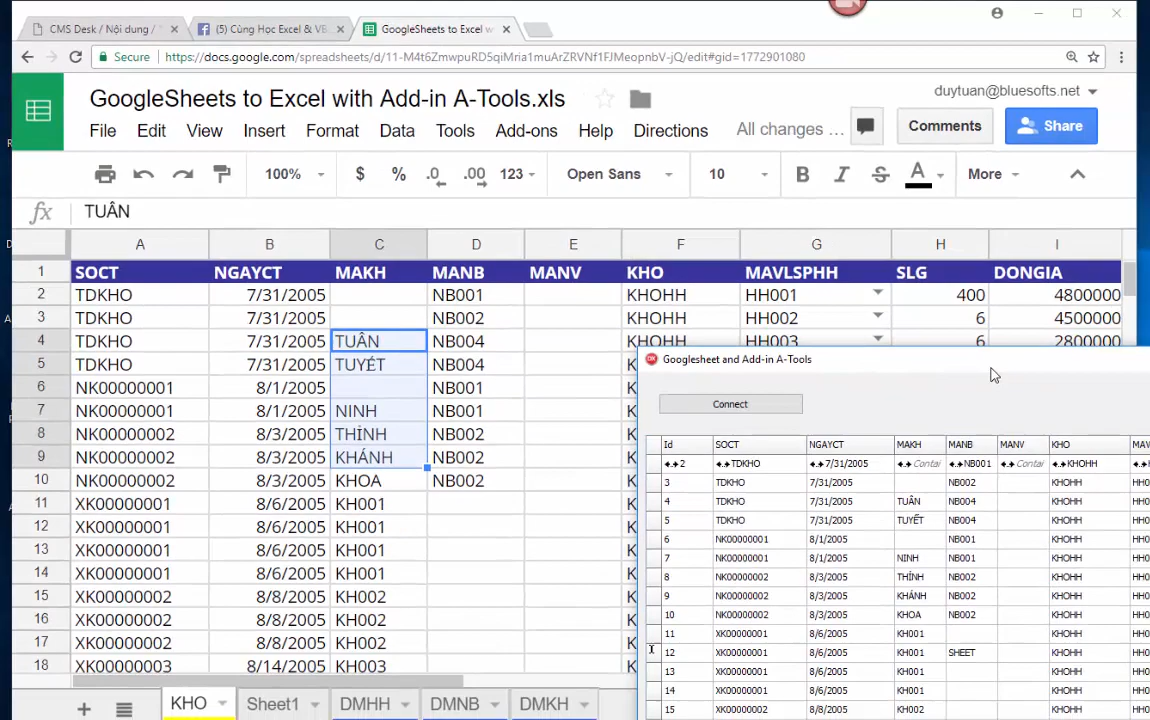 CMS Desk / Nội dung / "
(5) Cùng Học Excel & VB
GoogleSheets to Excel w
Secure
https://docs.google.com/spreadsheets/d/11-M4t6ZmwpuRD5qiMria1muArZRVNf1FJMeopnbV-jQ/edit#gid=1772901080
GoogleSheets to Excel with Add-in A-Tools.xls
duytuan@bluesofts.net
File Edit View Insert Format Data Tools Add-ons Help Directions All changes ...
Comments
Share
100% $ % .0 .00 123 Open Sans 10 B I S A More
fx TUÂN
A B C D E F G H I
1 SOCT NGAYCT MAKH MANB MANV KHO MAVLSPHH SLG DONGIA
2 TDKHO 7/31/2005 NB001 KHOHH HH001 400 4800000
3 TDKHO 7/31/2005 NB002 KHOHH HH002 6 4500000
4 TDKHO 7/31/2005 TUÂN NB004 KHOHH HH003 6 2800000
5 TDKHO 7/31/2005 TUYẾT NB004 K
6 NK00000001 8/1/2005 NB001 K
7 NK00000001 8/1/2005 NINH NB001 K
8 NK00000002 8/3/2005 THÌNH NB002 K
9 NK00000002 8/3/2005 KHÁNH NB002 K
10 NK00000002 8/3/2005 KHOA NB002 K
11 XK00000001 8/6/2005 KH001 K
12 XK00000001 8/6/2005 KH001 K
13 XK00000001 8/6/2005 KH001 K
14 XK00000001 8/6/2005 KH001 K
15 XK00000002 8/8/2005 KH002 K
16 XK00000002 8/8/2005 KH002 K
17 XK00000002 8/8/2005 KH002 K
18 XK00000003 8/14/2005 KH003 K
KHO Sheet1 DMHH DMNB DMKH
Googlesheet and Add-in A-Tools
Connect
Id SOCT NGAYCT MAKH MANB MANV KHO MAV
2 TDKHO 7/31/2005 Contai NB001 Contai KHOHH
3 TDKHO 7/31/2005 NB002 KHOHH HH0
4 TDKHO 7/31/2005 TUÂN NB004 KHOHH HH0
5 TDKHO 7/31/2005 TUYẾT NB004 KHOHH HH0
6 NK00000001 8/1/2005 NB001 KHOHH HH0
7 NK00000001 8/1/2005 NINH NB001 KHOHH HH0
8 NK00000002 8/3/2005 THÌNH NB002 KHOHH HH0
9 NK00000002 8/3/2005 KHÁNH NB002 KHOHH HH0
10 NK00000002 8/3/2005 KHOA NB002 KHOHH HH0
11 XK00000001 8/6/2005 KH001 KHOHH HH0
12 XK00000001 8/6/2005 KH001 SHEET KHOHH HH0
13 XK00000001 8/6/2005 KH001 KHOHH HH0
14 XK00000001 8/6/2005 KH001 KHOHH HH0
15 XK00000002 8/8/2005 KH002 KHOHH HH0